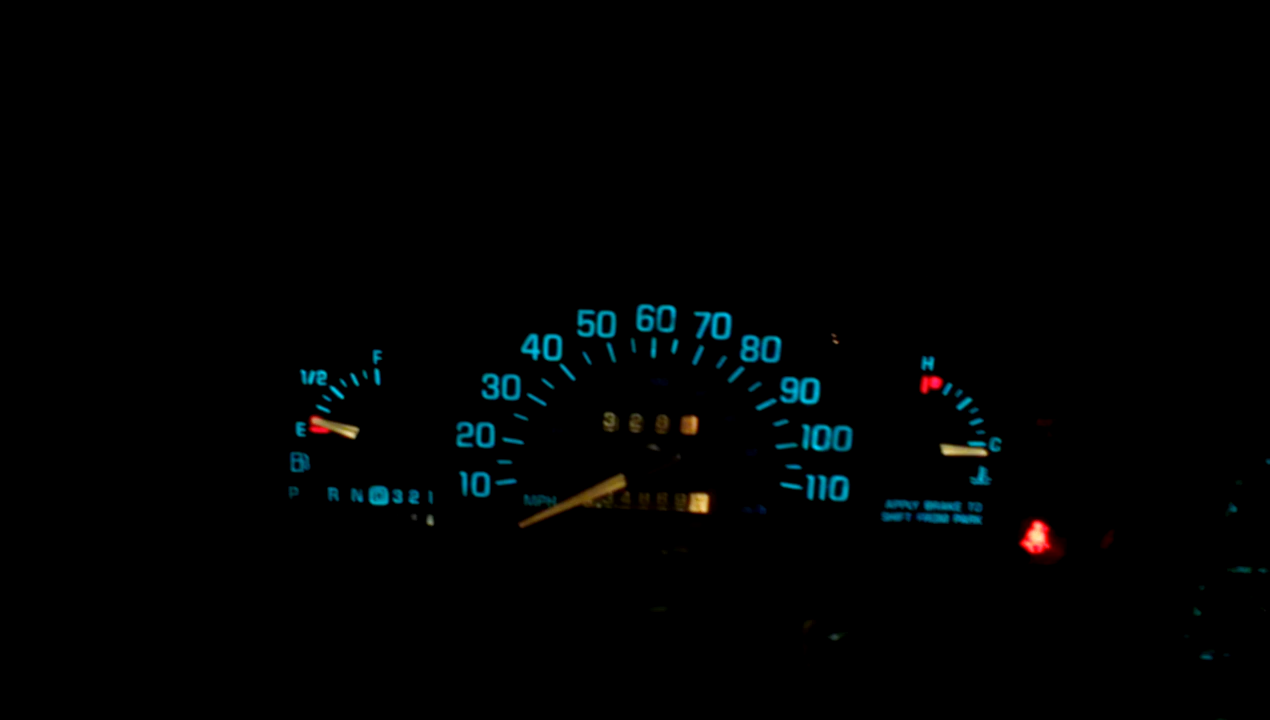 60
50 70
40 80
F
H
1/2
30 90
E
20 100
C
10 110
MPH
P R N D 3 2 1
APPLY BRAKE TO
SHIFT FROM PARK